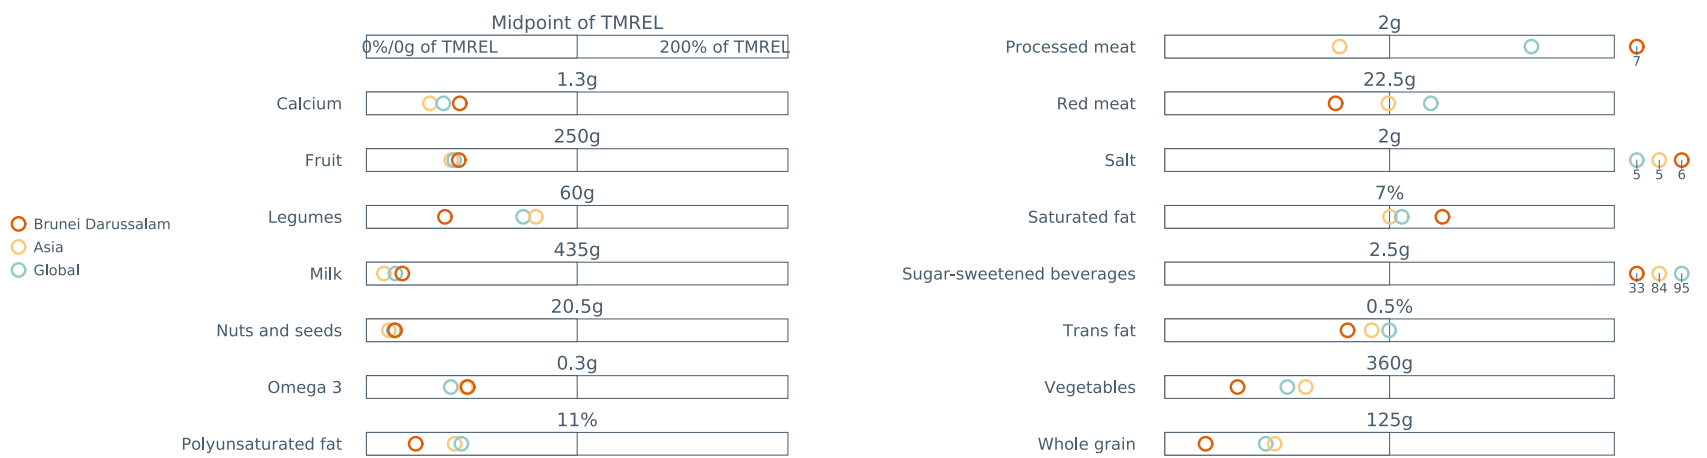 Midpoint of TMREL
0%/0g of TMREL 200% of TMREL
1.3g
Calcium
250g
Fruit
60g
Legumes
435g
Milk
20.5g
Nuts and seeds
0.3g
Omega 3
11%
Polyunsaturated fat
Brunei Darussalam
Asia
Global
2g
Processed meat
7
22.5g
Red meat
2g
Salt
5 5 6
7%
Saturated fat
2.5g
Sugar-sweetened beverages
33 84 95
0.5%
Trans fat
360g
Vegetables
125g
Whole grain